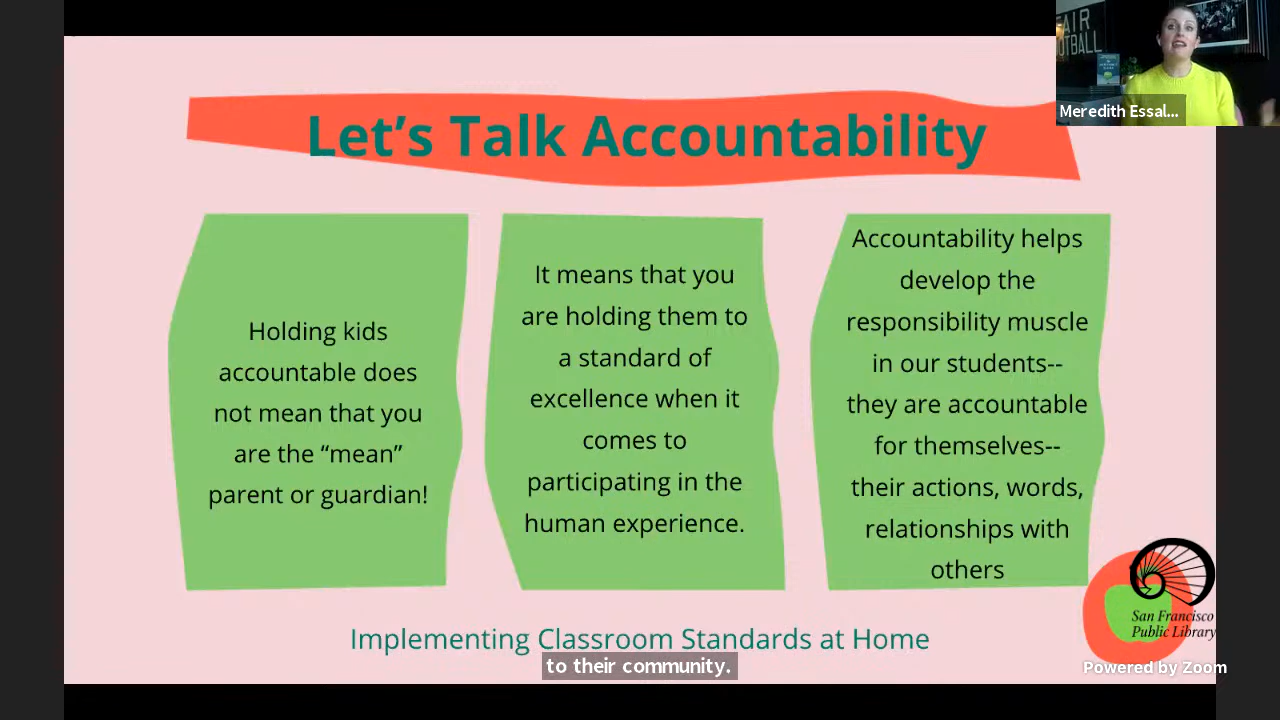 Let's Talk Accountability
FAIR
FOOTBALL
Meredith Essal...
Holding kids
accountable does
not mean that you
are the “mean”
parent or guardian!
It means that you
are holding them to
a standard of
excellence when it
comes to
participating in the
human experience.
Accountability helps
develop the
responsibility muscle
in our students--
they are accountable
for themselves--
their actions, words,
relationships with
others
San Francisco
Public Library
Implementing Classroom Standards at Home
to their community.
Powered by Zoom